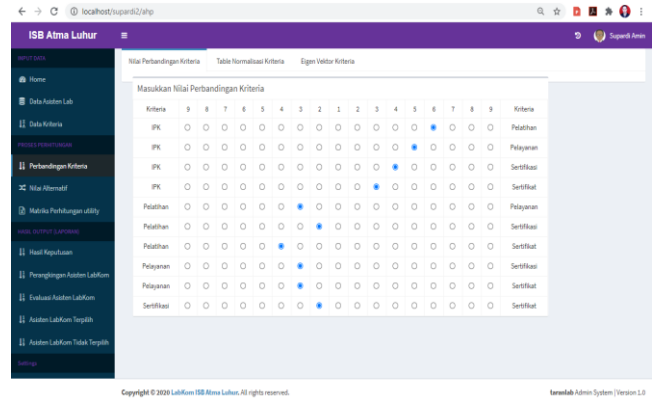 localhost/supardi2/ahp
ISB Atma Luhur
Supardi Amin
INPUT DATA
Home
Data Asisten Lab
Data Kriteria
PROSES PERHITUNGAN
Perbandingan Kriteria
Nilai Alternatif
Matriks Perhitungan utility
HASIL OUTPUT (LAPORAN)
Hasil Keputusan
Perangkingan Asisten LabKom
Evaluasi Asisten LabKom
Asisten LabKom Terpilih
Asisten LabKom Tidak Terpilih
Settings
Nilai Perbandingan Kriteria Table Normalisasi Kriteria Eigen Vektor Kriteria
Masukkan Nilai Perbandingan Kriteria
Kriteria 9 8 7 6 5 4 3 2 1 2 3 4 5 6 7 8 9 Kriteria
IPK Pelatihan
IPK Pelayanan
IPK Sertifikasi
IPK Sertifikat
Pelatihan Pelayanan
Pelatihan Sertifikasi
Pelatihan Sertifikat
Pelayanan Sertifikasi
Pelayanan Sertifikat
Sertifikasi Sertifikat
Copyright © 2020 LabKom ISB Atma Luhur. All rights reserved.
taranlab Admin System | Version 1.0